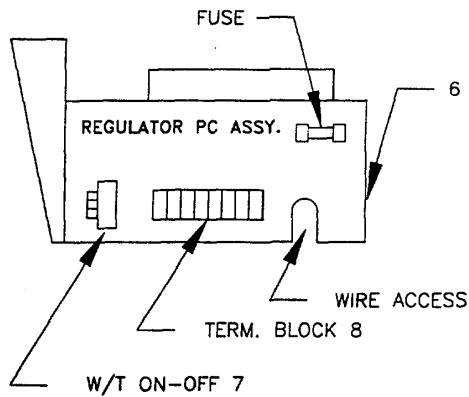 FUSE
6
REGULATOR PC ASSY.
WIRE ACCESS
TERM. BLOCK 8
W/T ON-OFF 7